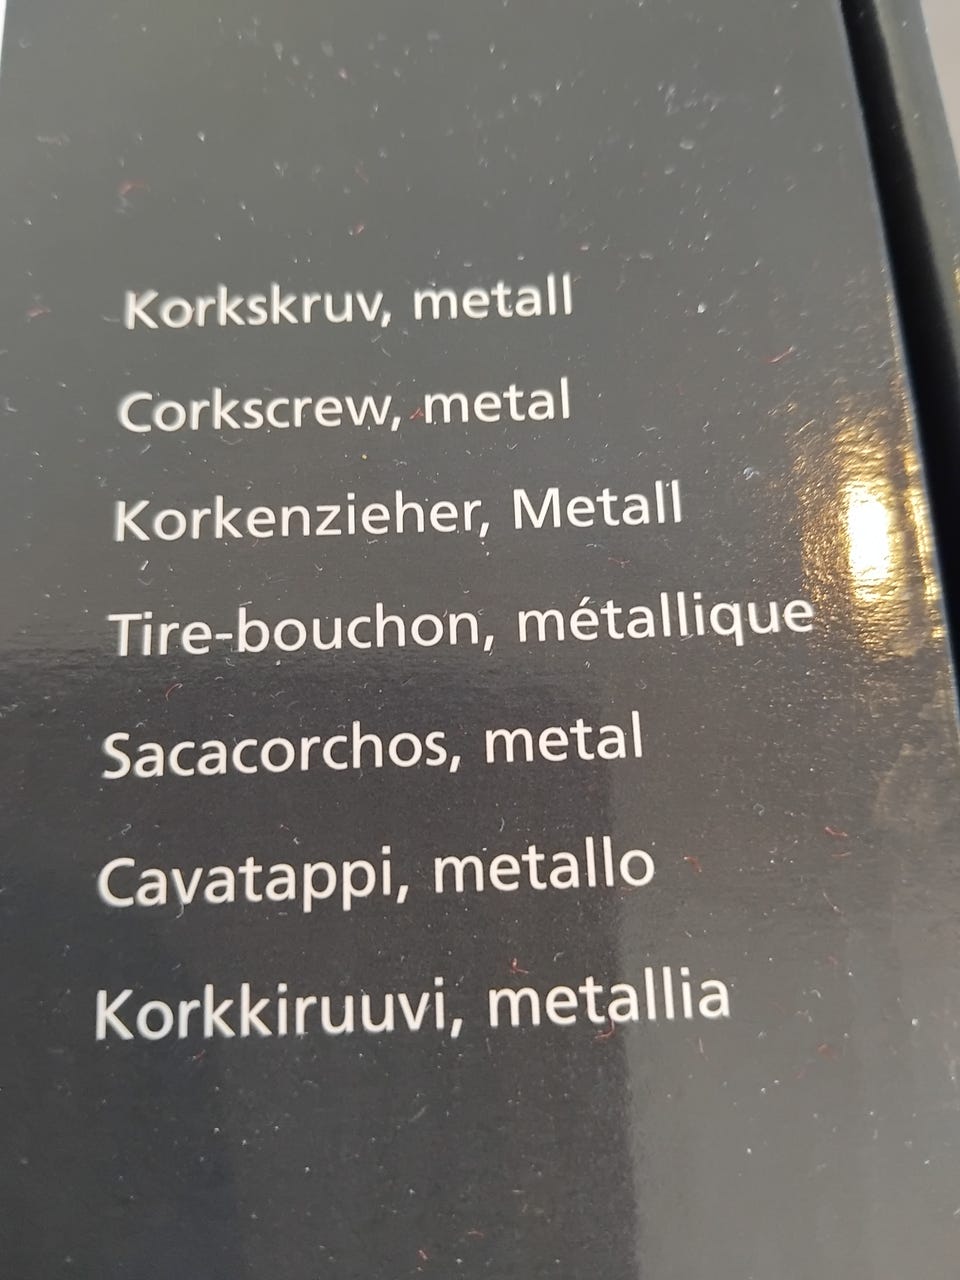 Korkskruv, metall
Corkscrew, metal
Korkenzieher, Metall
Tire-bouchon, métallique
Sacacorchos, metal
Cavatappi, metallo
Korkkiruuvi, metallia